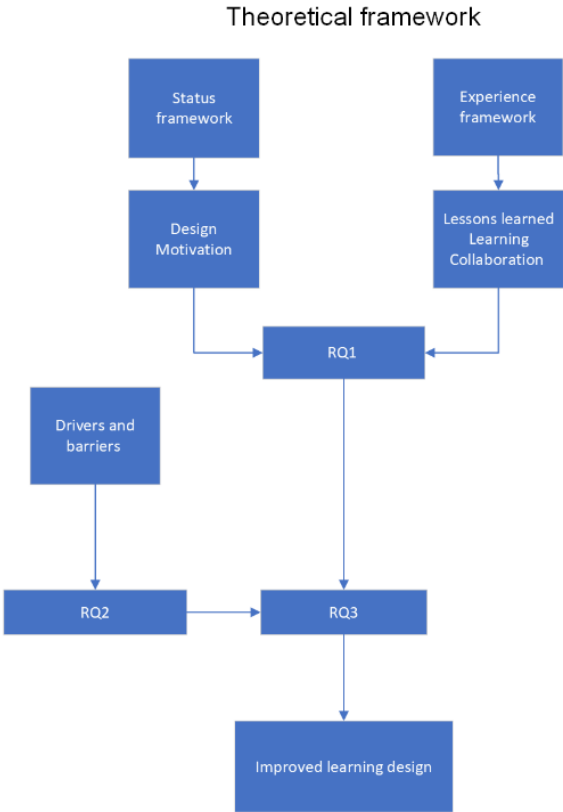 Theoretical framework
Status
framework
Experience
framework
Design
Motivation
Lessons learned
Learning
Collaboration
RQ1
Drivers and
barriers
RQ2
RQ3
Improved learning design